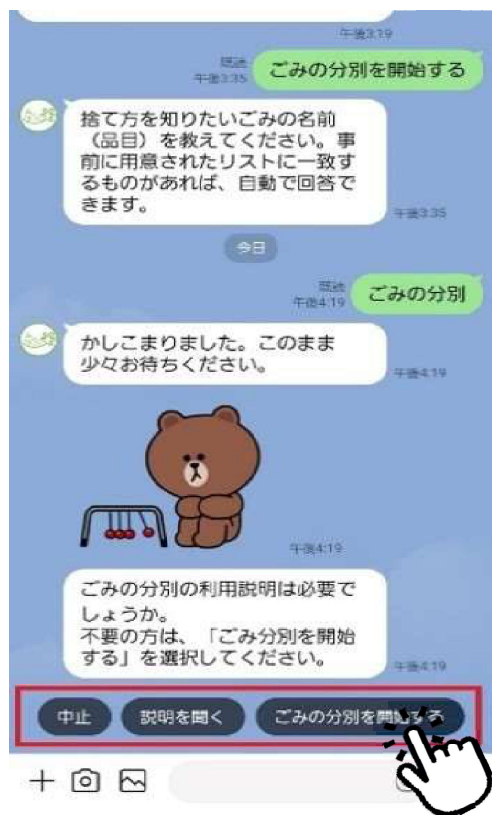 午後3:19
既読
午後3:35
ごみの分別を開始する
捨て方を知りたいごみの名前
（品目）を教えてください。事
前に用意されたリストに一致す
るものがあれば、自動で回答で
きます。
午後3:35
今日
既読
午後4:19
ごみの分別
かしこまりました。このまま
少々お待ちください。
午後4:19
午後4:19
ごみの分別の利用説明は必要で
しょうか。
不要の方は、「ごみ分別を開始
する」を選択してください。
午後4:19
中止
説明を聞く
ごみの分別を開始する